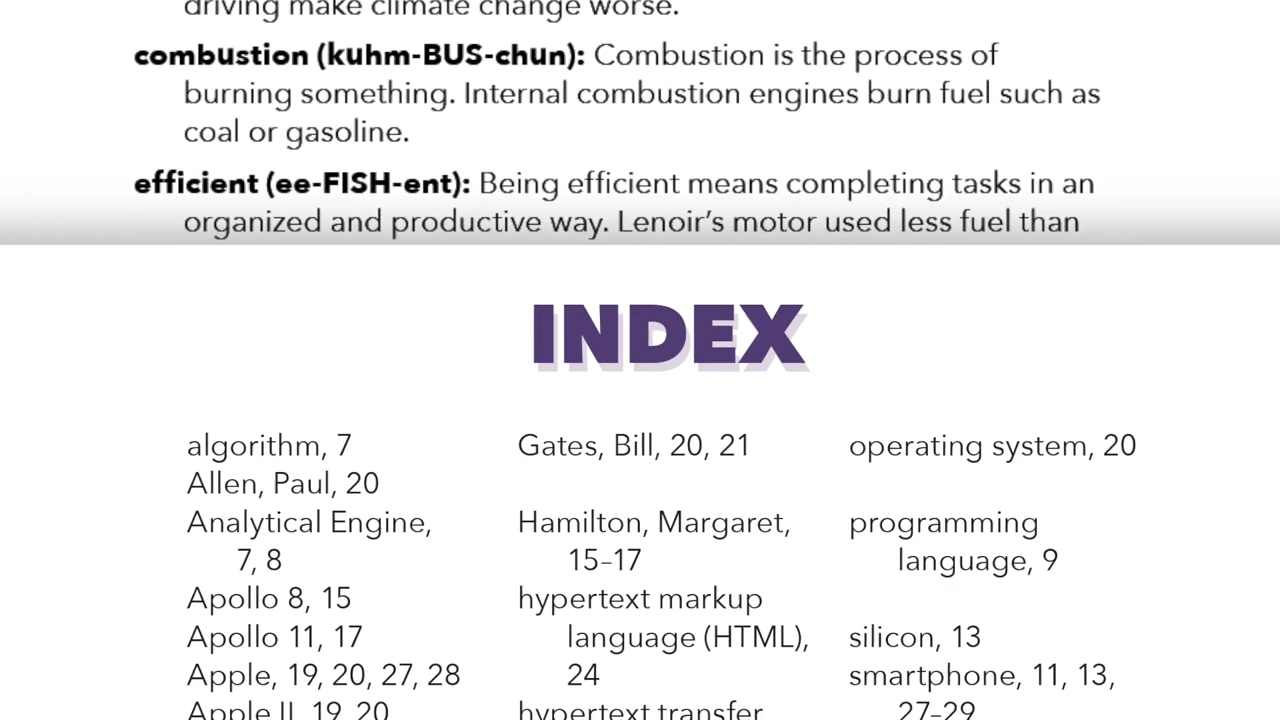 driving make climate change worse.
combustion (kuhm-BUS-chun): Combustion is the process of
burning something. Internal combustion engines burn fuel such as
coal or gasoline.
efficient (ee-FISH-ent): Being efficient means completing tasks in an
organized and productive way. Lenoir’s motor used less fuel than
INDEX
algorithm, 7
Allen, Paul, 20
Analytical Engine,
7, 8
Apollo 8, 15
Apollo 11, 17
Apple, 19, 20, 27, 28
Apple II, 19, 20
Gates, Bill, 20, 21
Hamilton, Margaret,
15–17
hypertext markup
language (HTML),
24
hypertext transfer
operating system, 20
programming
language, 9
silicon, 13
smartphone, 11, 13,
27–29